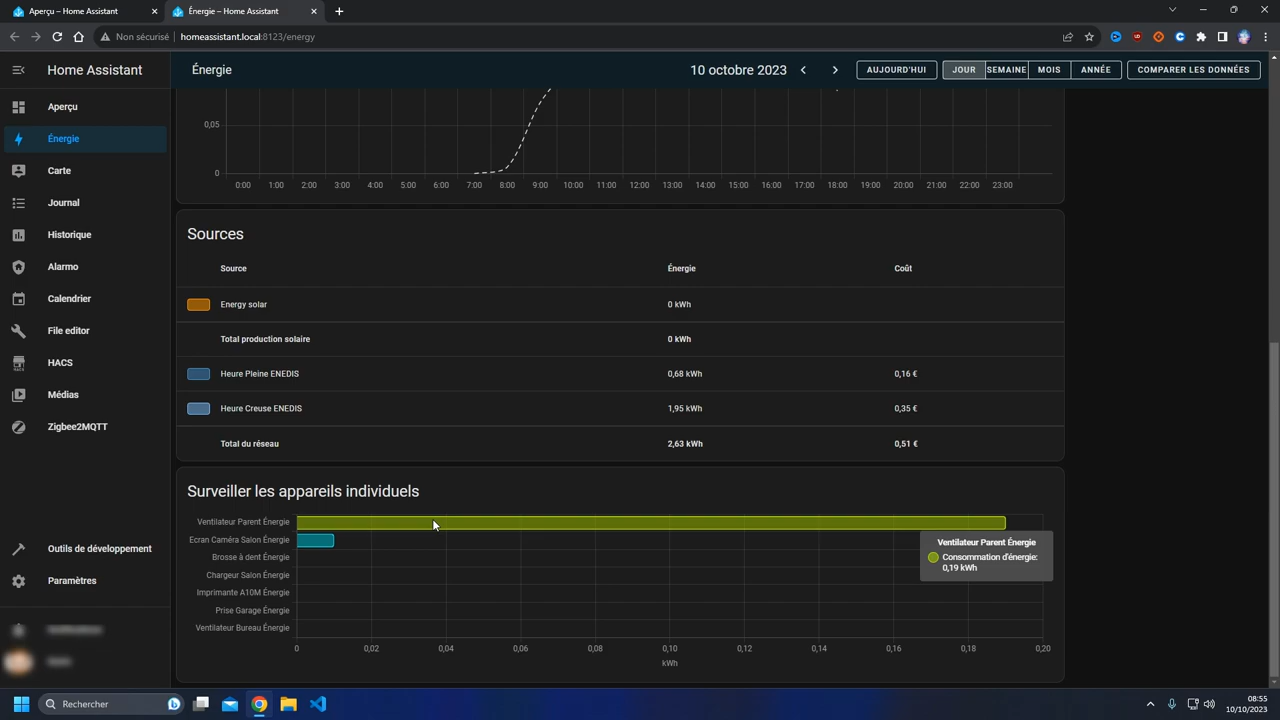 Aperçu – Home Assistant
Énergie – Home Assistant
Non sécurisé
homeassistant.local:8123/energy
Home Assistant
Énergie
10 octobre 2023
AUJOURD'HUI
JOUR
SEMAINE
MOIS
ANNÉE
COMPARER LES DONNÉES
Aperçu
Énergie
Carte
Journal
Historique
Alarmo
Calendrier
File editor
HACS
Médias
Zigbee2MQTT
Outils de développement
Paramètres
0,05
0
0:00 1:00 2:00 3:00 4:00 5:00 6:00 7:00 8:00 9:00 10:00 11:00 12:00 13:00 14:00 15:00 16:00 17:00 18:00 19:00 20:00 21:00 22:00 23:00
Sources
Source Énergie Coût
Energy solar 0 kWh
Total production solaire 0 kWh
Heure Pleine ENEDIS 0,68 kWh 0,16 €
Heure Creuse ENEDIS 1,95 kWh 0,35 €
Total du réseau 2,63 kWh 0,51 €
Surveiller les appareils individuels
Ventilateur Parent Énergie
Ecran Caméra Salon Énergie
Brosse à dent Énergie
Chargeur Salon Énergie
Imprimante A10M Énergie
Prise Garage Énergie
Ventilateur Bureau Énergie
Ventilateur Parent Énergie
Consommation d'énergie:
0,19 kWh
0 0,02 0,04 0,06 0,08 0,10 0,12 0,14 0,16 0,18 0,20
kWh
Rechercher
08:55
10/10/2023